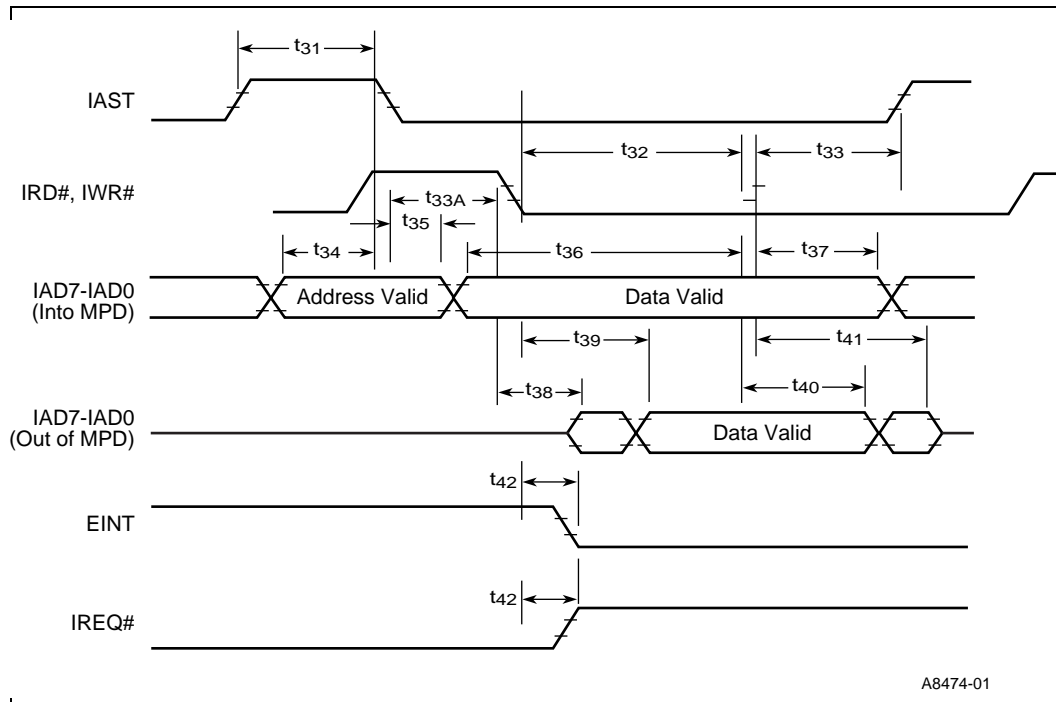 t31
IAST
t32
t33
IRD#, IWR#
t33A
t35
t34
t36
t37
IAD7-IAD0
(Into MPD)
Address Valid
Data Valid
t39
t41
t38
t40
IAD7-IAD0
(Out of MPD)
Data Valid
t42
EINT
t42
IREQ#
A8474-01